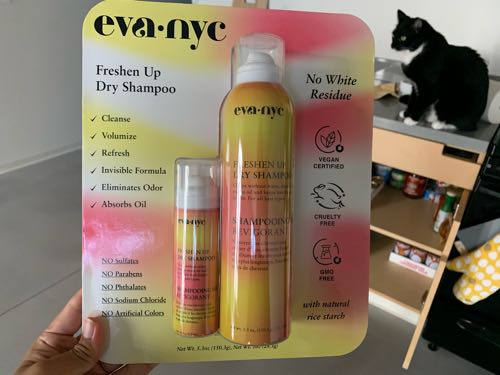 eva·nyc
Freshen Up
Dry Shampoo
✓ Cleanse
✓ Volumize
✓ Refresh
✓ Invisible Formula
✓ Eliminates Odor
✓ Absorbs Oil
NO Sulfates
NO Parabens
NO Phthalates
NO Sodium Chloride
NO Artificial Colors
eva·nyc
FRESHEN UP
DRY SHAMPOO
SHAMPOOING
REVIGORANT
eva·nyc
FRESHEN UP
DRY SHAMPOO
SHAMPOOING
REVIGORANT
No White
Residue
VEGAN
CERTIFIED
CRUELTY
FREE
GMO
FREE
with natural
rice starch